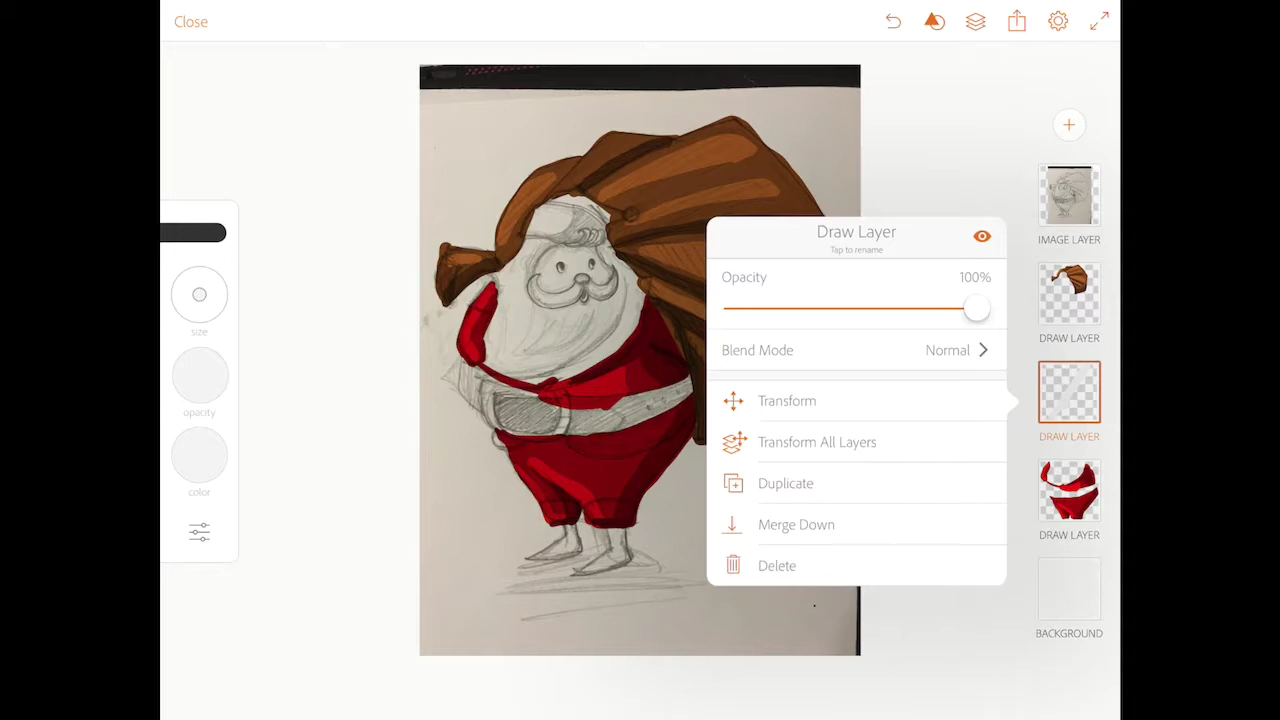 Close
size
opacity
color
Draw Layer
Tap to rename
Opacity 100%
Blend Mode Normal
Transform
Transform All Layers
Duplicate
Merge Down
Delete
IMAGE LAYER
DRAW LAYER
DRAW LAYER
DRAW LAYER
BACKGROUND